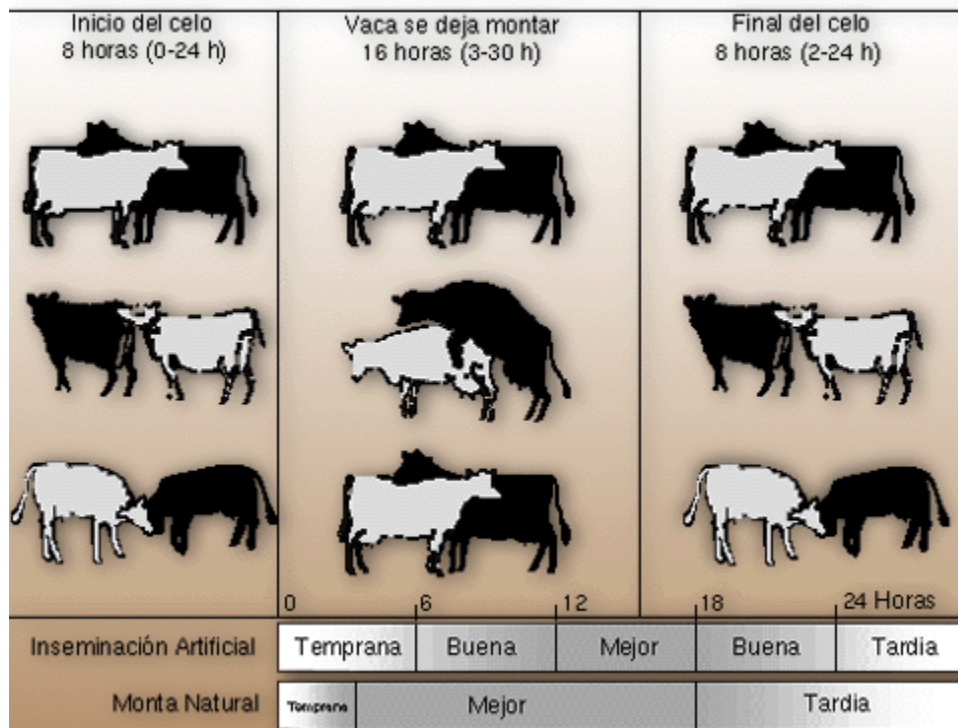 Inicio del celo
8 horas (0-24 h)
Vaca se deja montar
16 horas (3-30 h)
Final del celo
8 horas (2-24 h)
0 6 12 18 24 Horas
Inseminación Artificial Temprana Buena Mejor Buena Tardia
Monta Natural Temprana Mejor Tardia